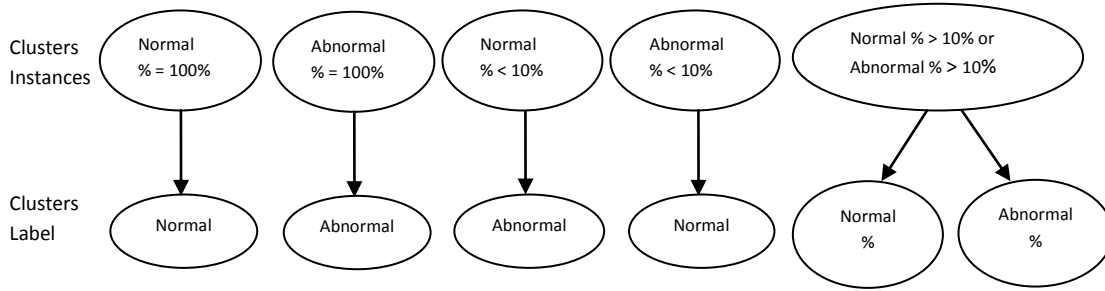 Clusters
Instances
Normal
% = 100%
Abnormal
% = 100%
Normal
% < 10%
Abnormal
% < 10%
Normal % > 10% or
Abnormal % > 10%
Clusters
Label
Normal
Abnormal
Abnormal
Normal
Normal
%
Abnormal
%